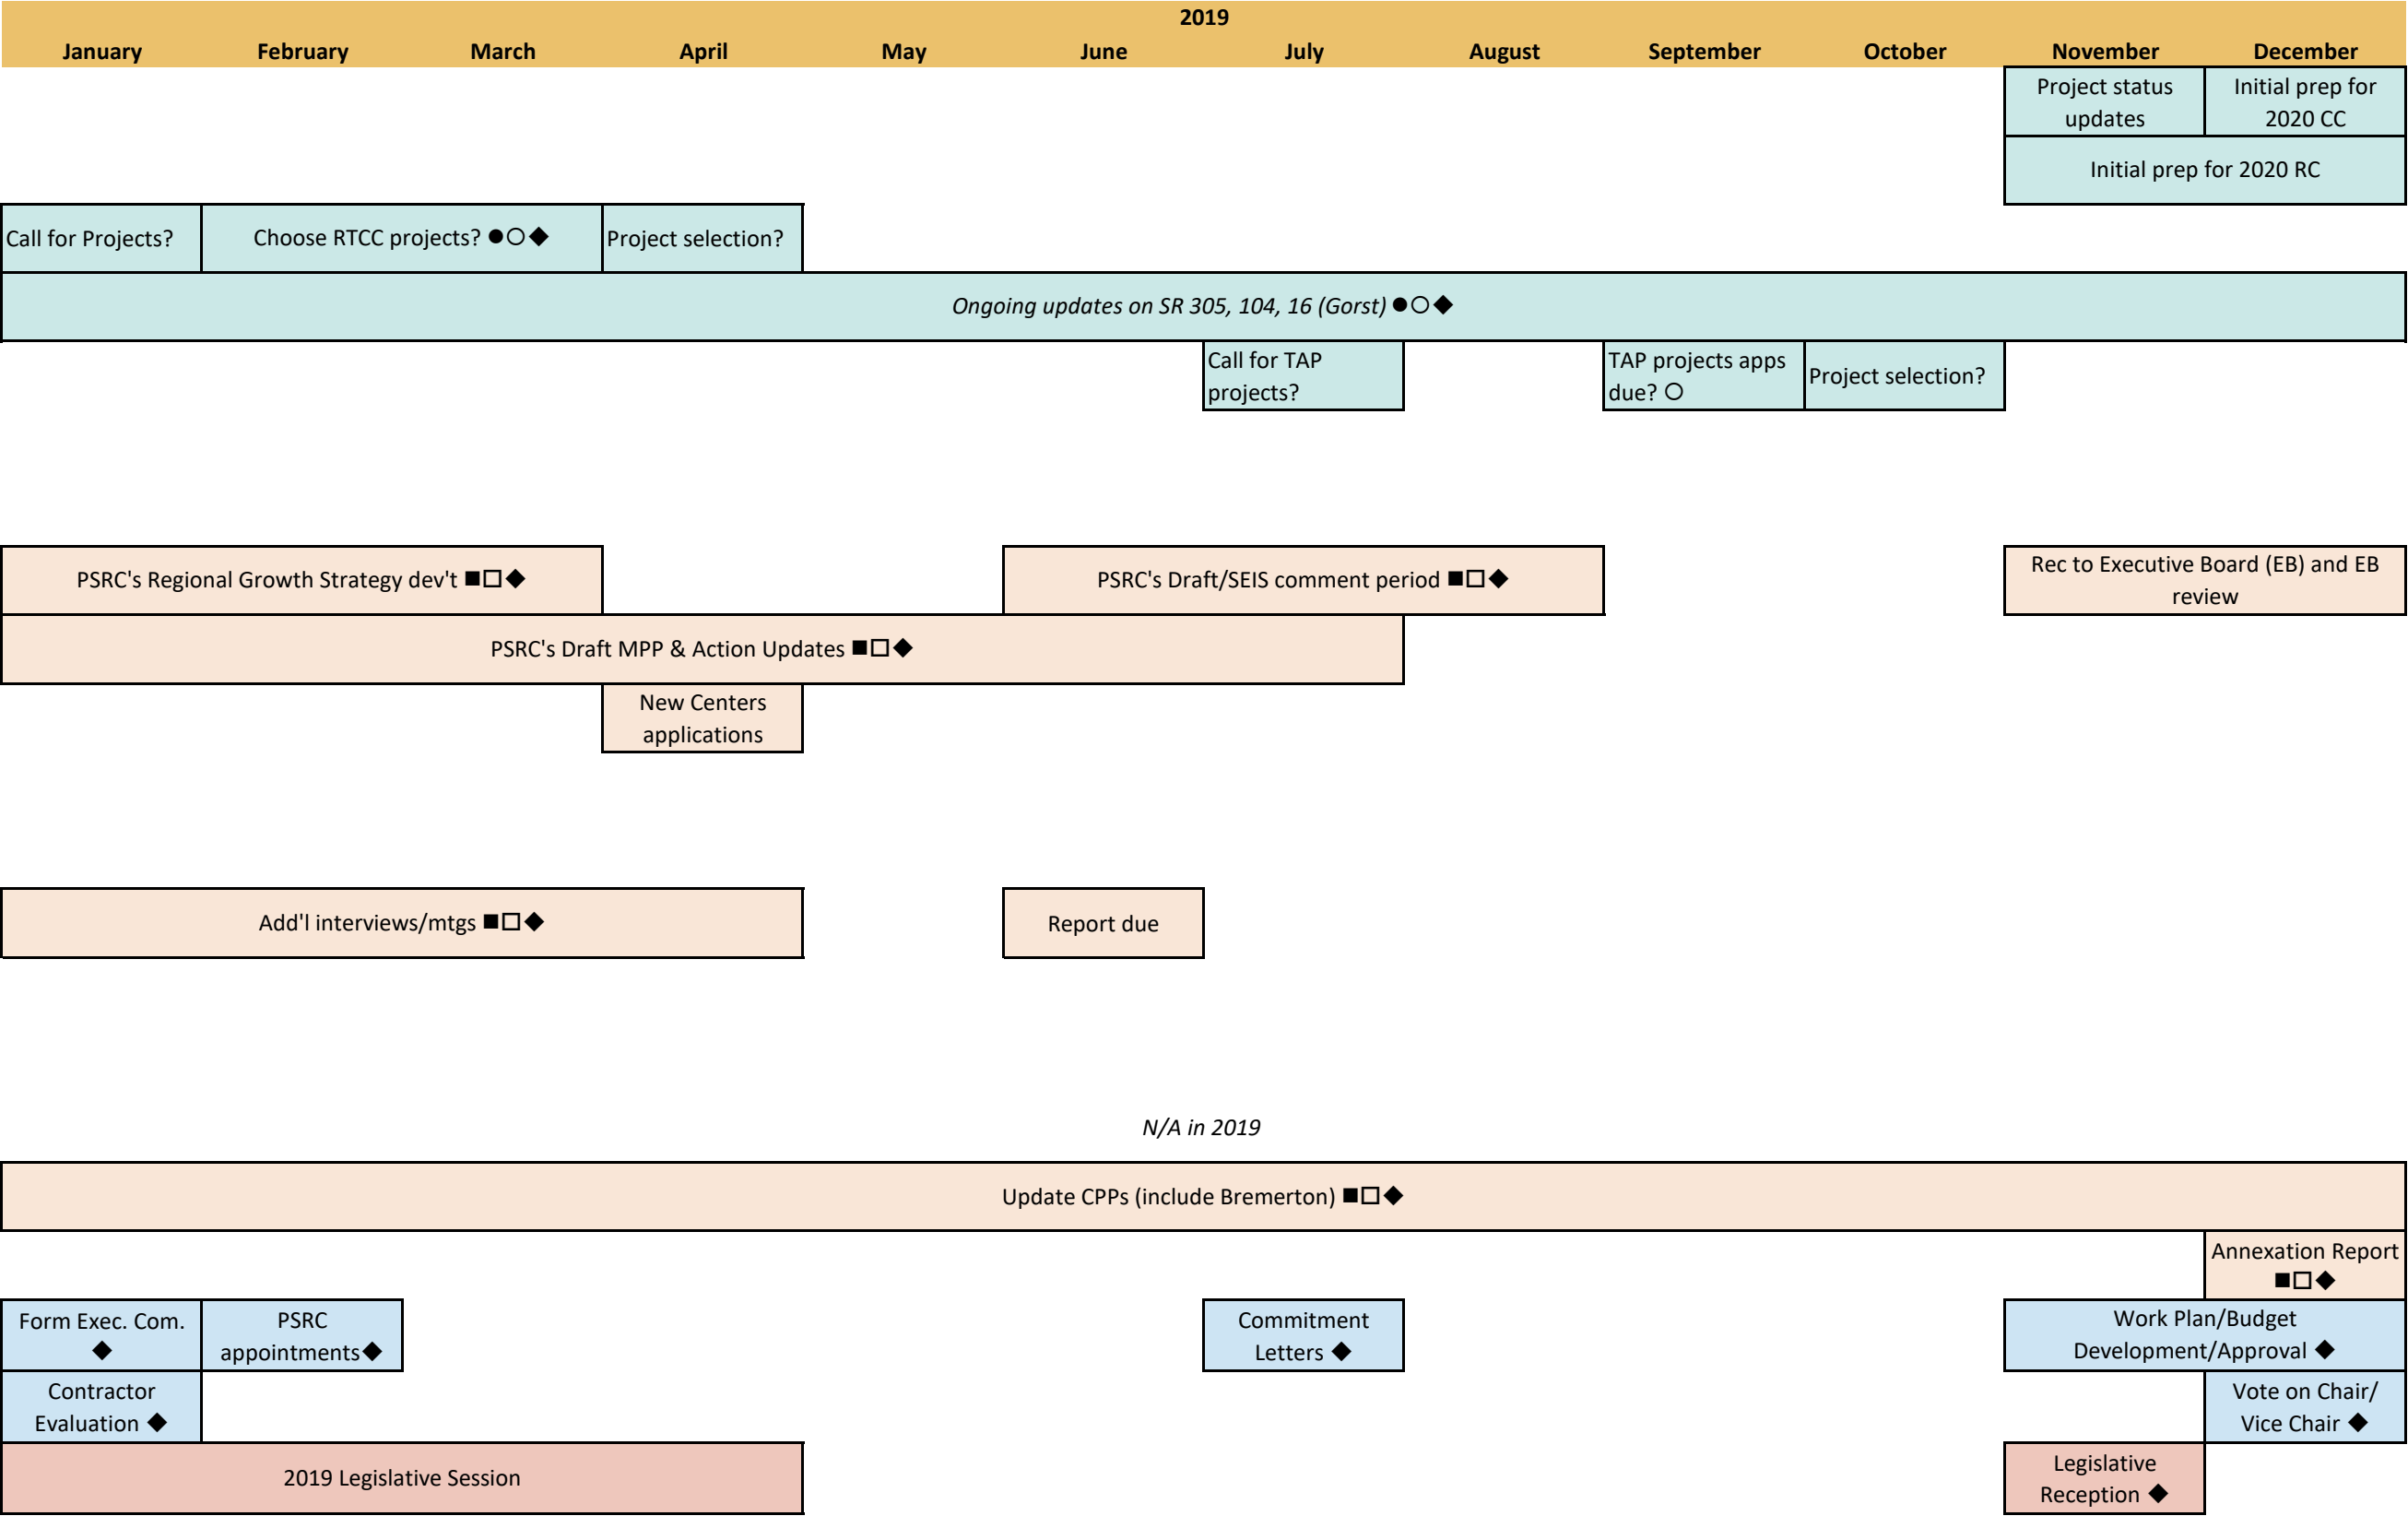 2019
January February March April May June July August September October November December
Project status
updates
Initial prep for
2020 CC
Initial prep for 2020 RC
Call for Projects?
Choose RTCC projects? ●○◆
Project selection?
Ongoing updates on SR 305, 104, 16 (Gorst) ●○◆
Call for TAP
projects?
TAP projects apps
due? ○
Project selection?
PSRC's Regional Growth Strategy dev't ■□◆
PSRC's Draft/SEIS comment period ■□◆
Rec to Executive Board (EB) and EB
review
PSRC's Draft MPP & Action Updates ■□◆
New Centers
applications
Add'l interviews/mtgs ■□◆
Report due
N/A in 2019
Update CPPs (include Bremerton) ■□◆
Annexation Report
■□◆
Form Exec. Com.
◆
PSRC
appointments◆
Commitment
Letters ◆
Work Plan/Budget
Development/Approval ◆
Contractor
Evaluation ◆
Vote on Chair/
Vice Chair ◆
2019 Legislative Session
Legislative
Reception ◆